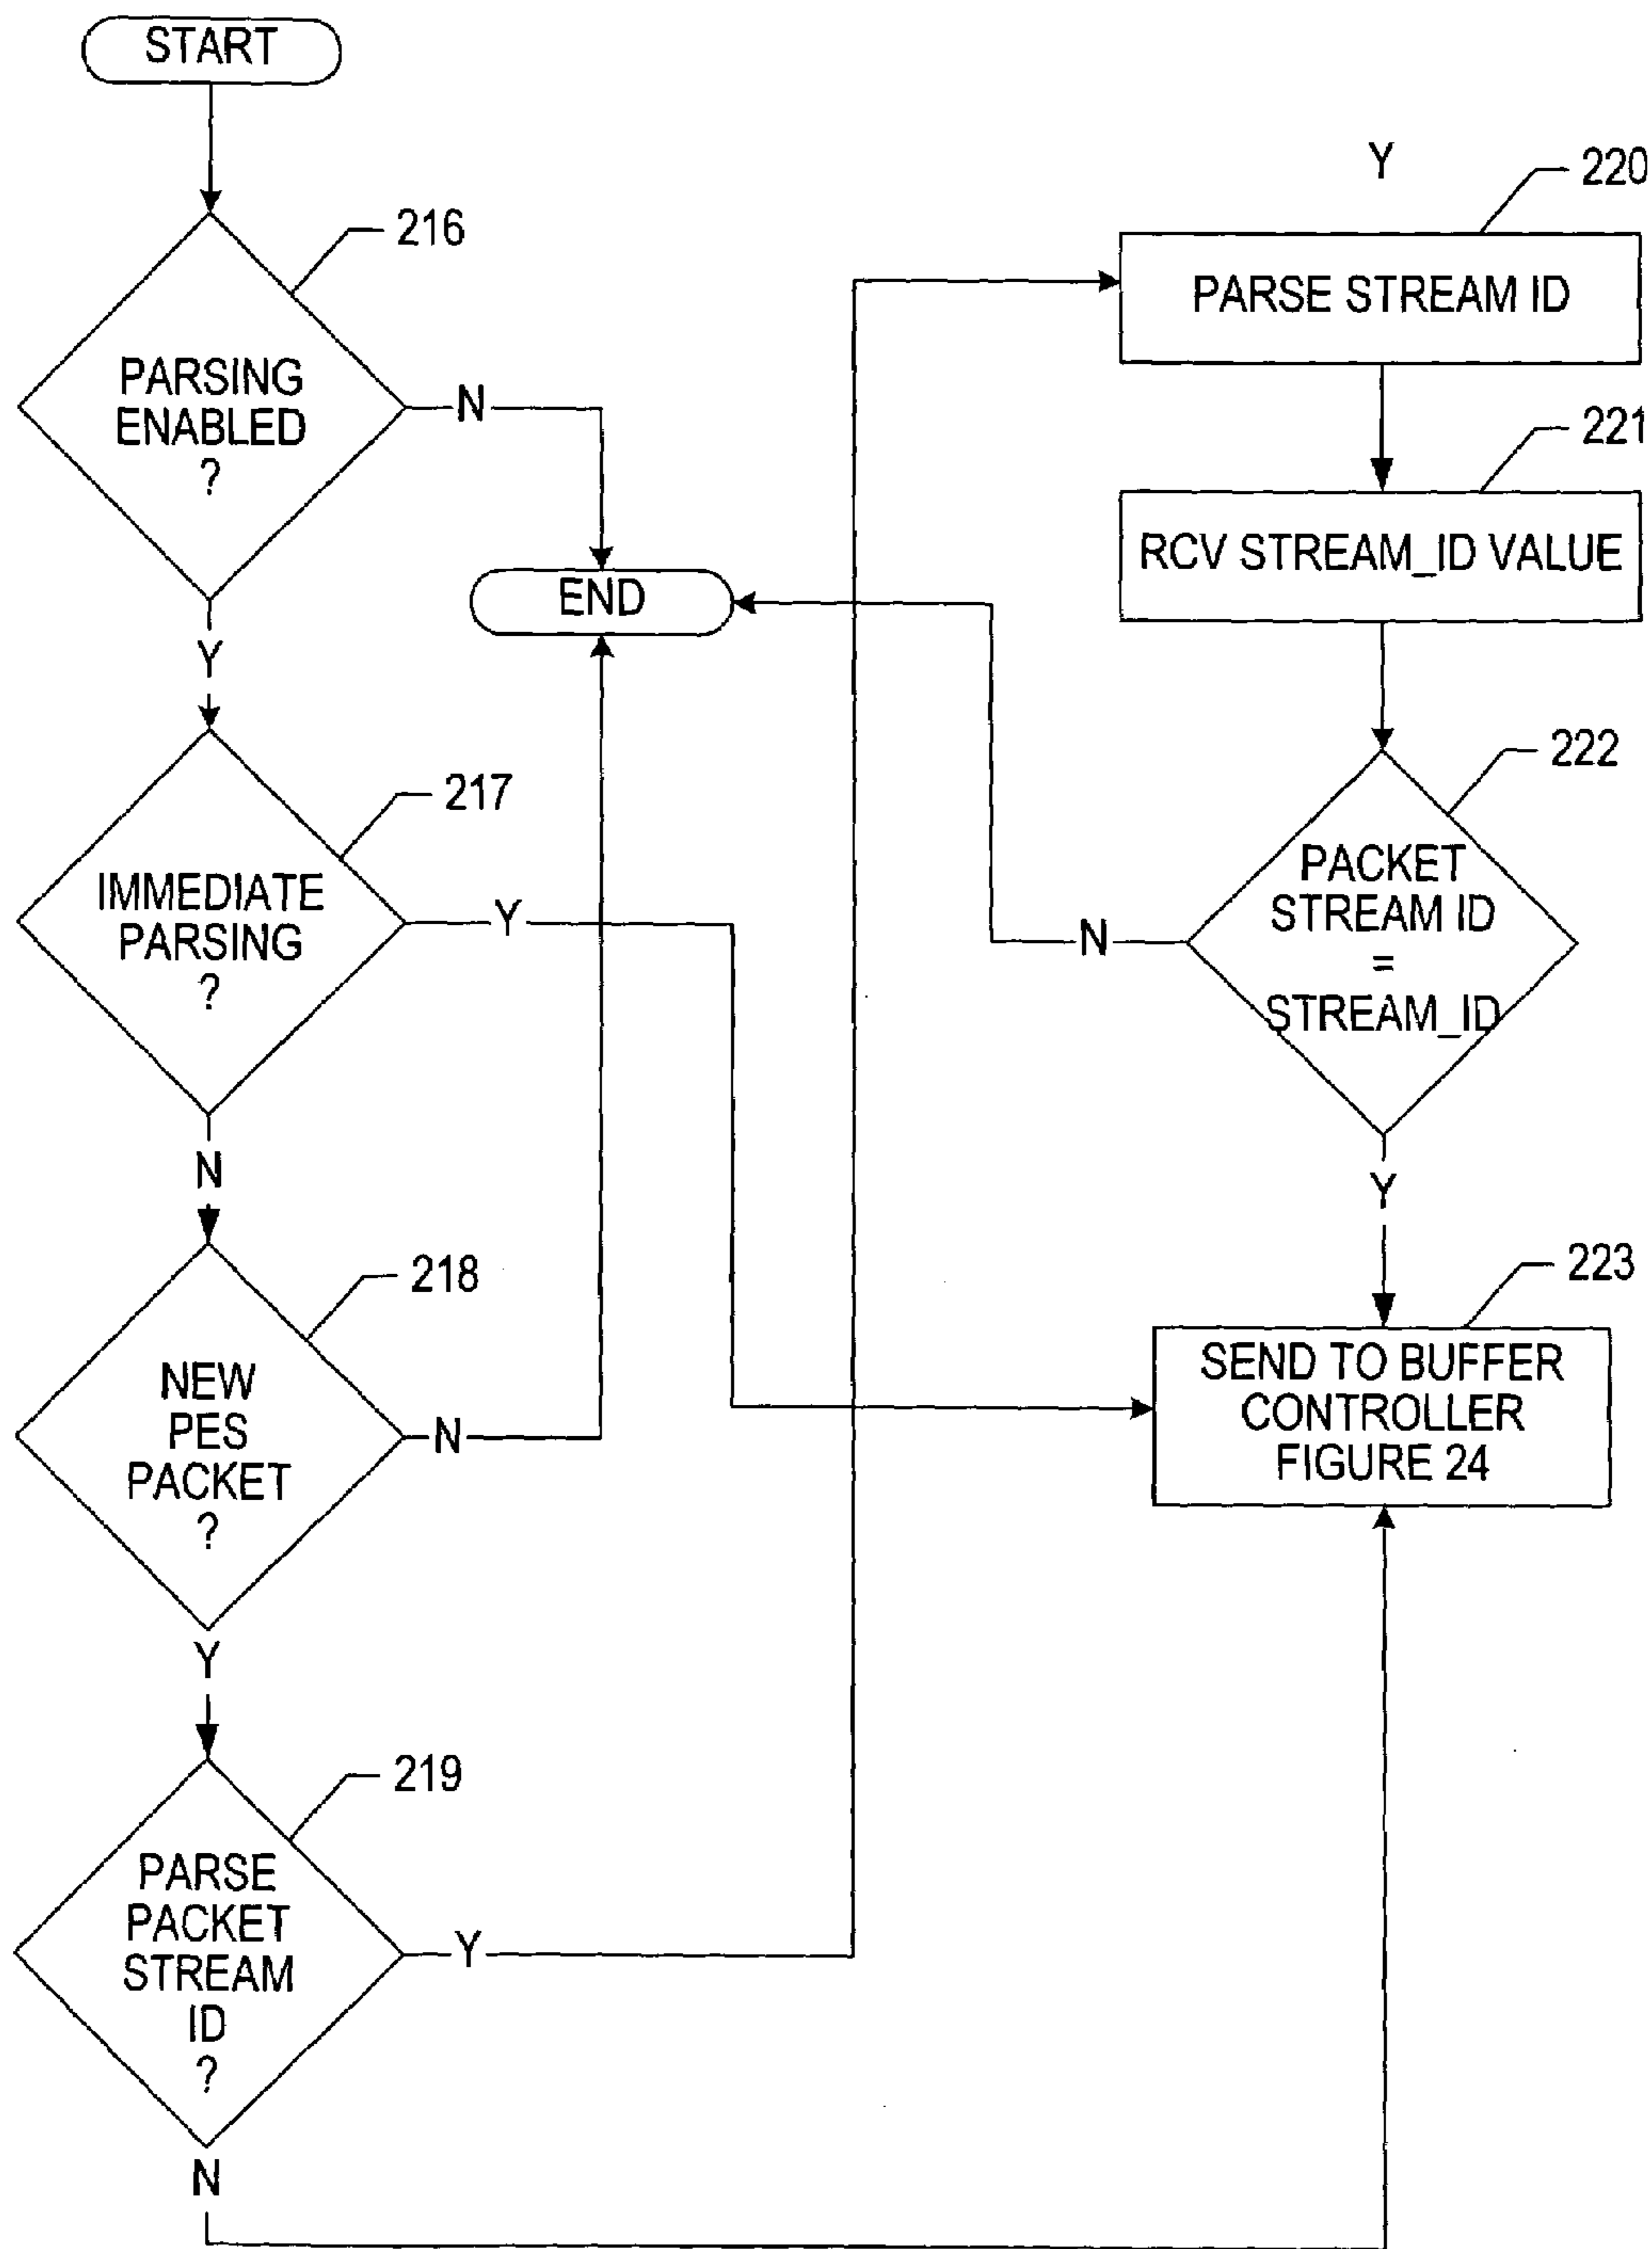 START
216
PARSING
ENABLED
?
N
Y
END
217
IMMEDIATE
PARSING
?
Y
N
218
NEW
PES
PACKET
?
N
Y
219
PARSE
PACKET
STREAM
ID
?
Y
N
Y
220
PARSE STREAM ID
221
RCV STREAM_ID VALUE
222
PACKET
STREAM ID
=
STREAM_ID
N
Y
223
SEND TO BUFFER
CONTROLLER
FIGURE 24